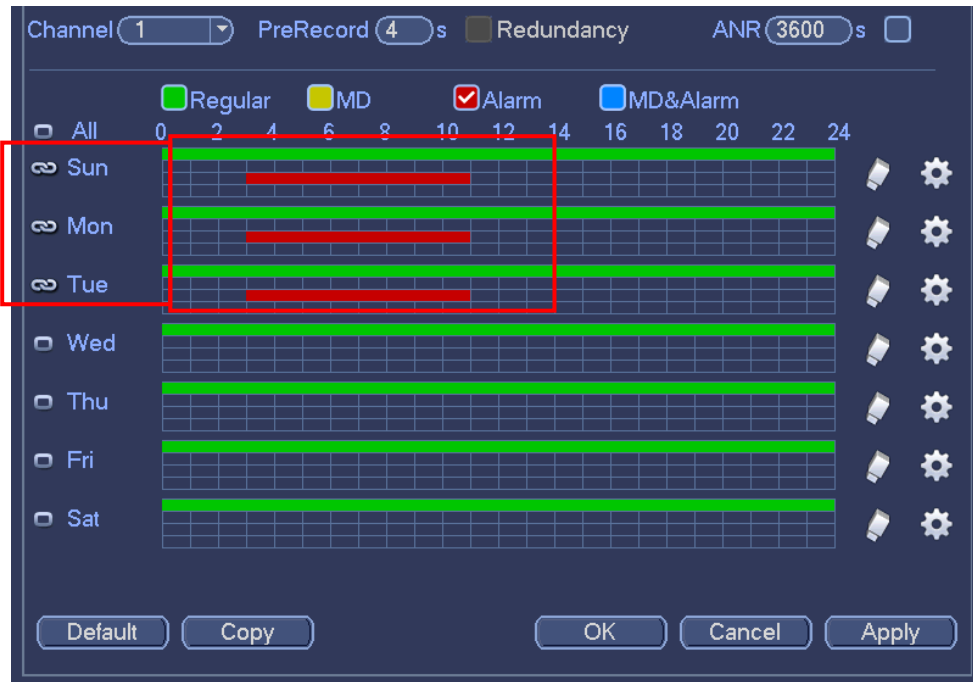 Channel 1 PreRecord 4 s Redundancy ANR 3600 s
Regular MD Alarm MD&Alarm
All 0 2 4 6 8 10 12 14 16 18 20 22 24
Sun
Mon
Tue
Wed
Thu
Fri
Sat
Default Copy OK Cancel Apply